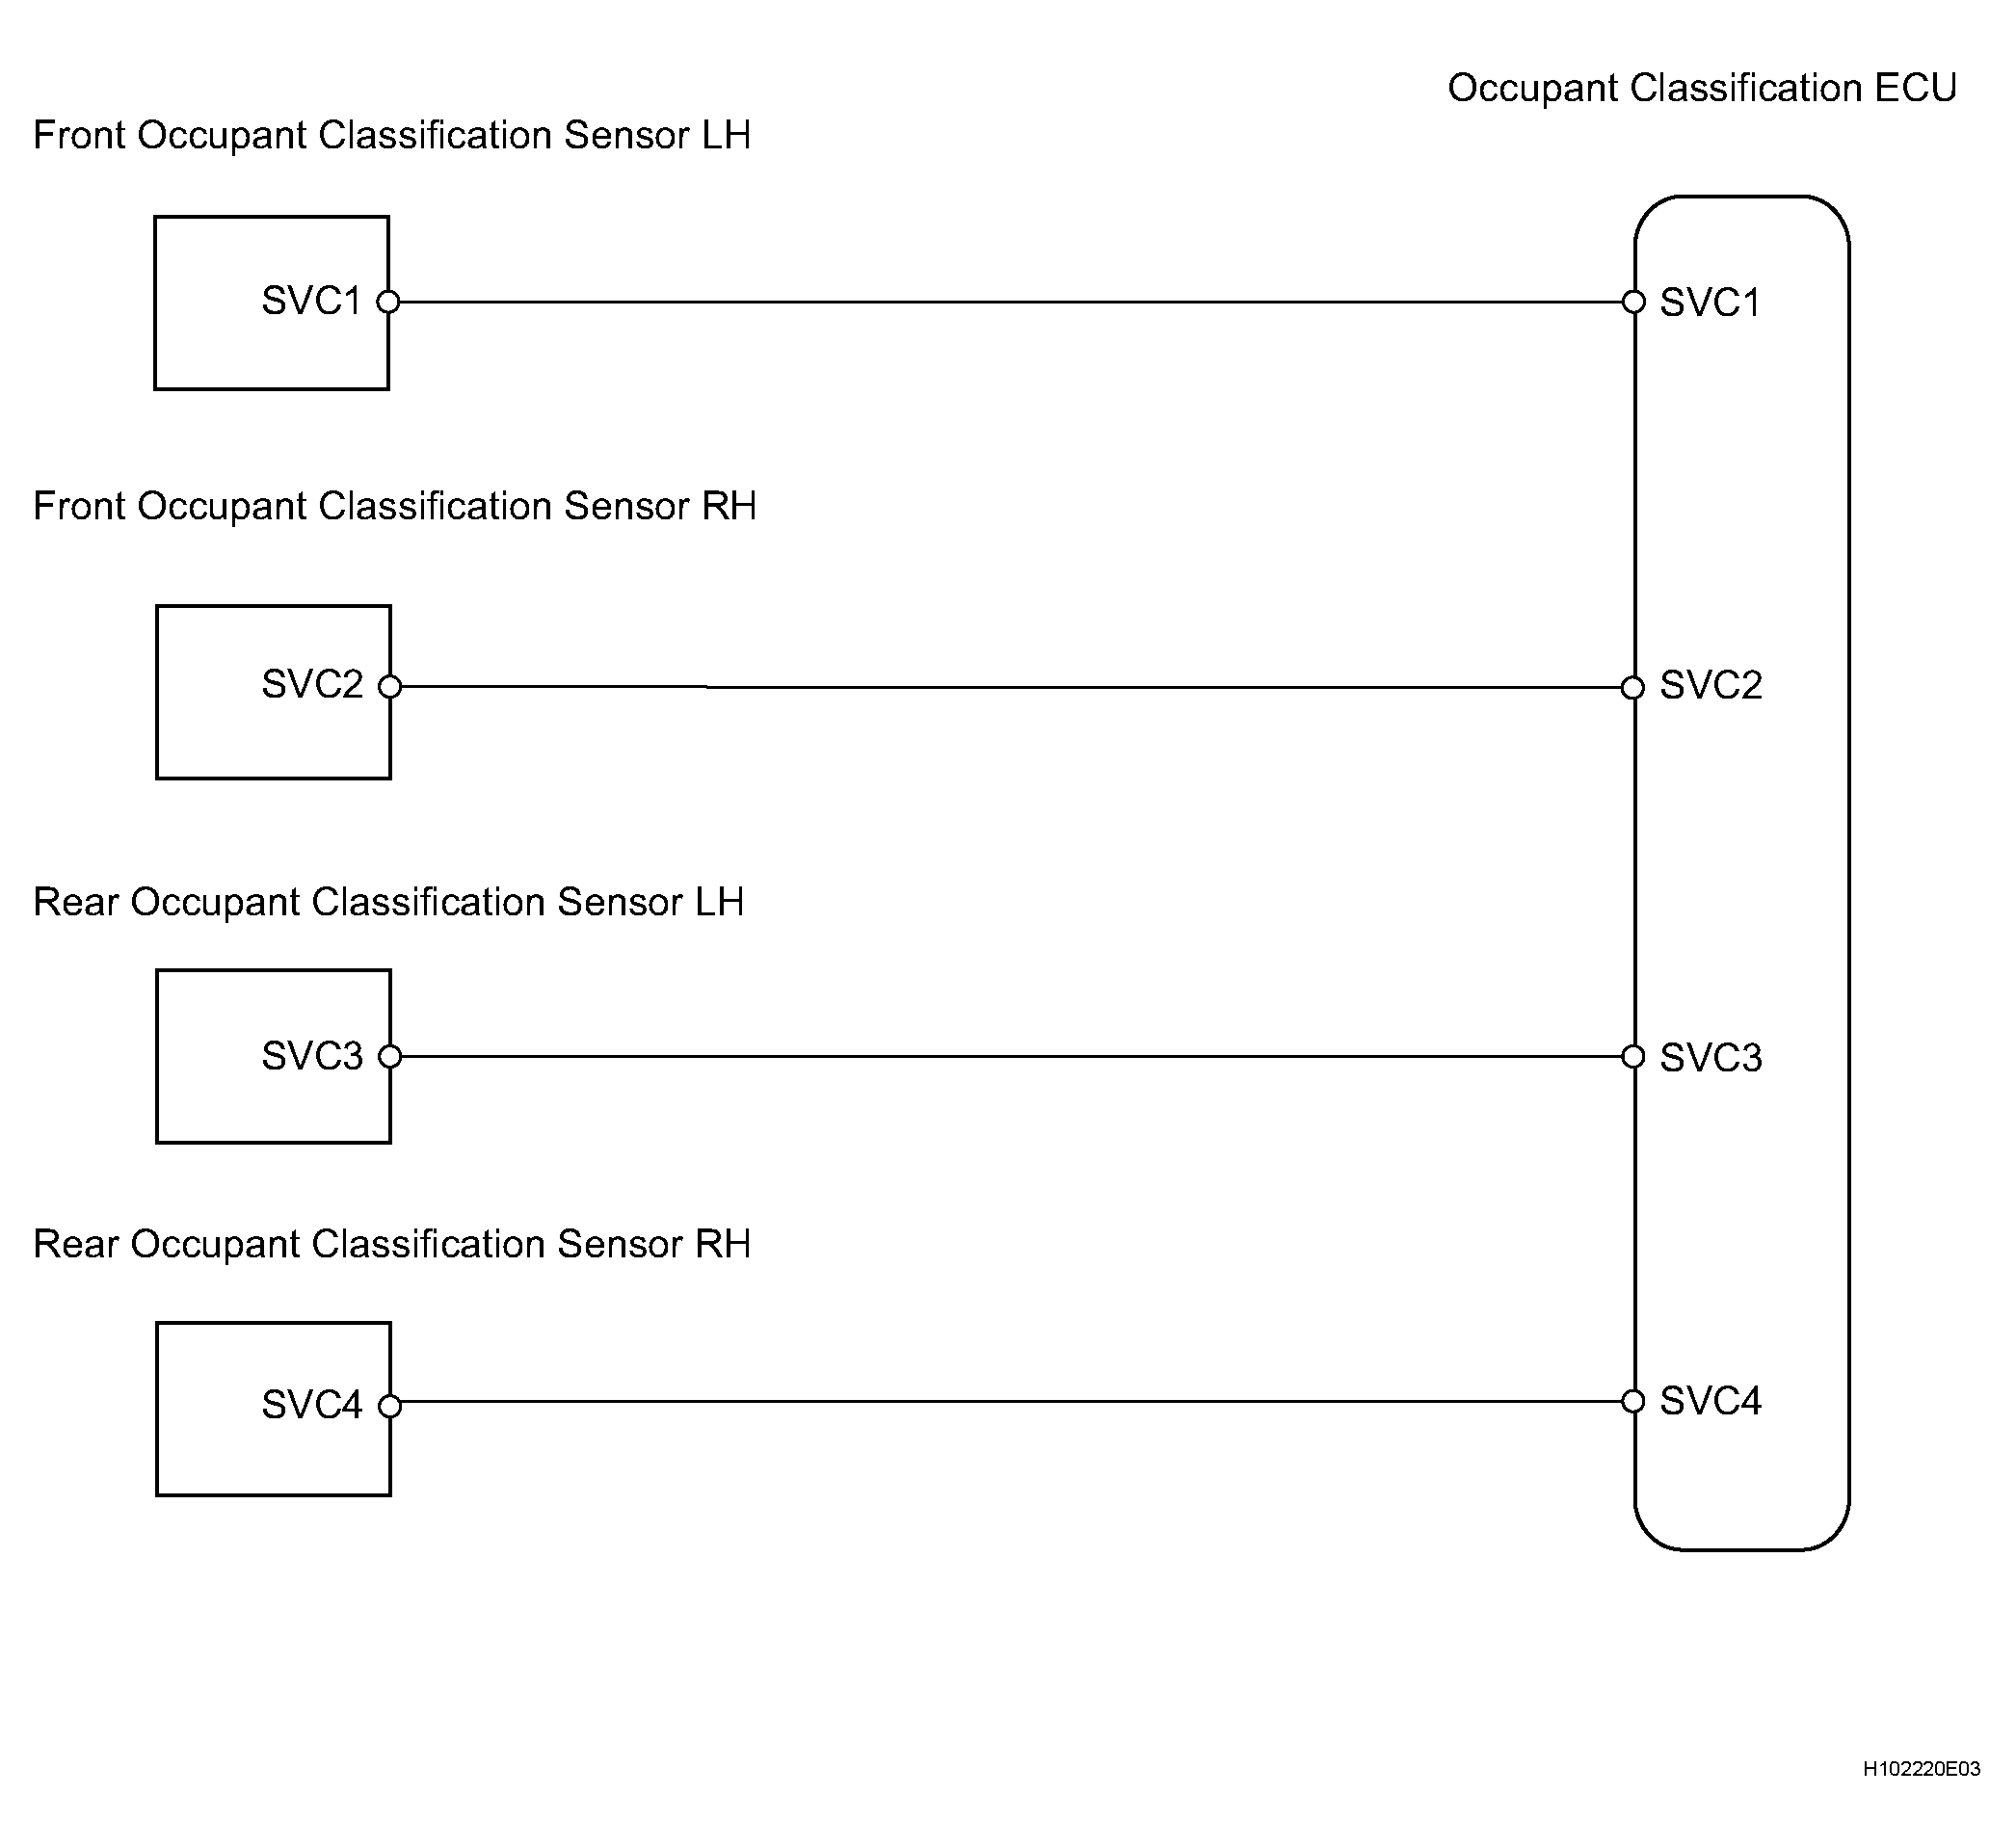 Occupant Classification ECU
Front Occupant Classification Sensor LH
SVC1
SVC1
Front Occupant Classification Sensor RH
SVC2
SVC2
Rear Occupant Classification Sensor LH
SVC3
SVC3
Rear Occupant Classification Sensor RH
SVC4
SVC4
H102220E03